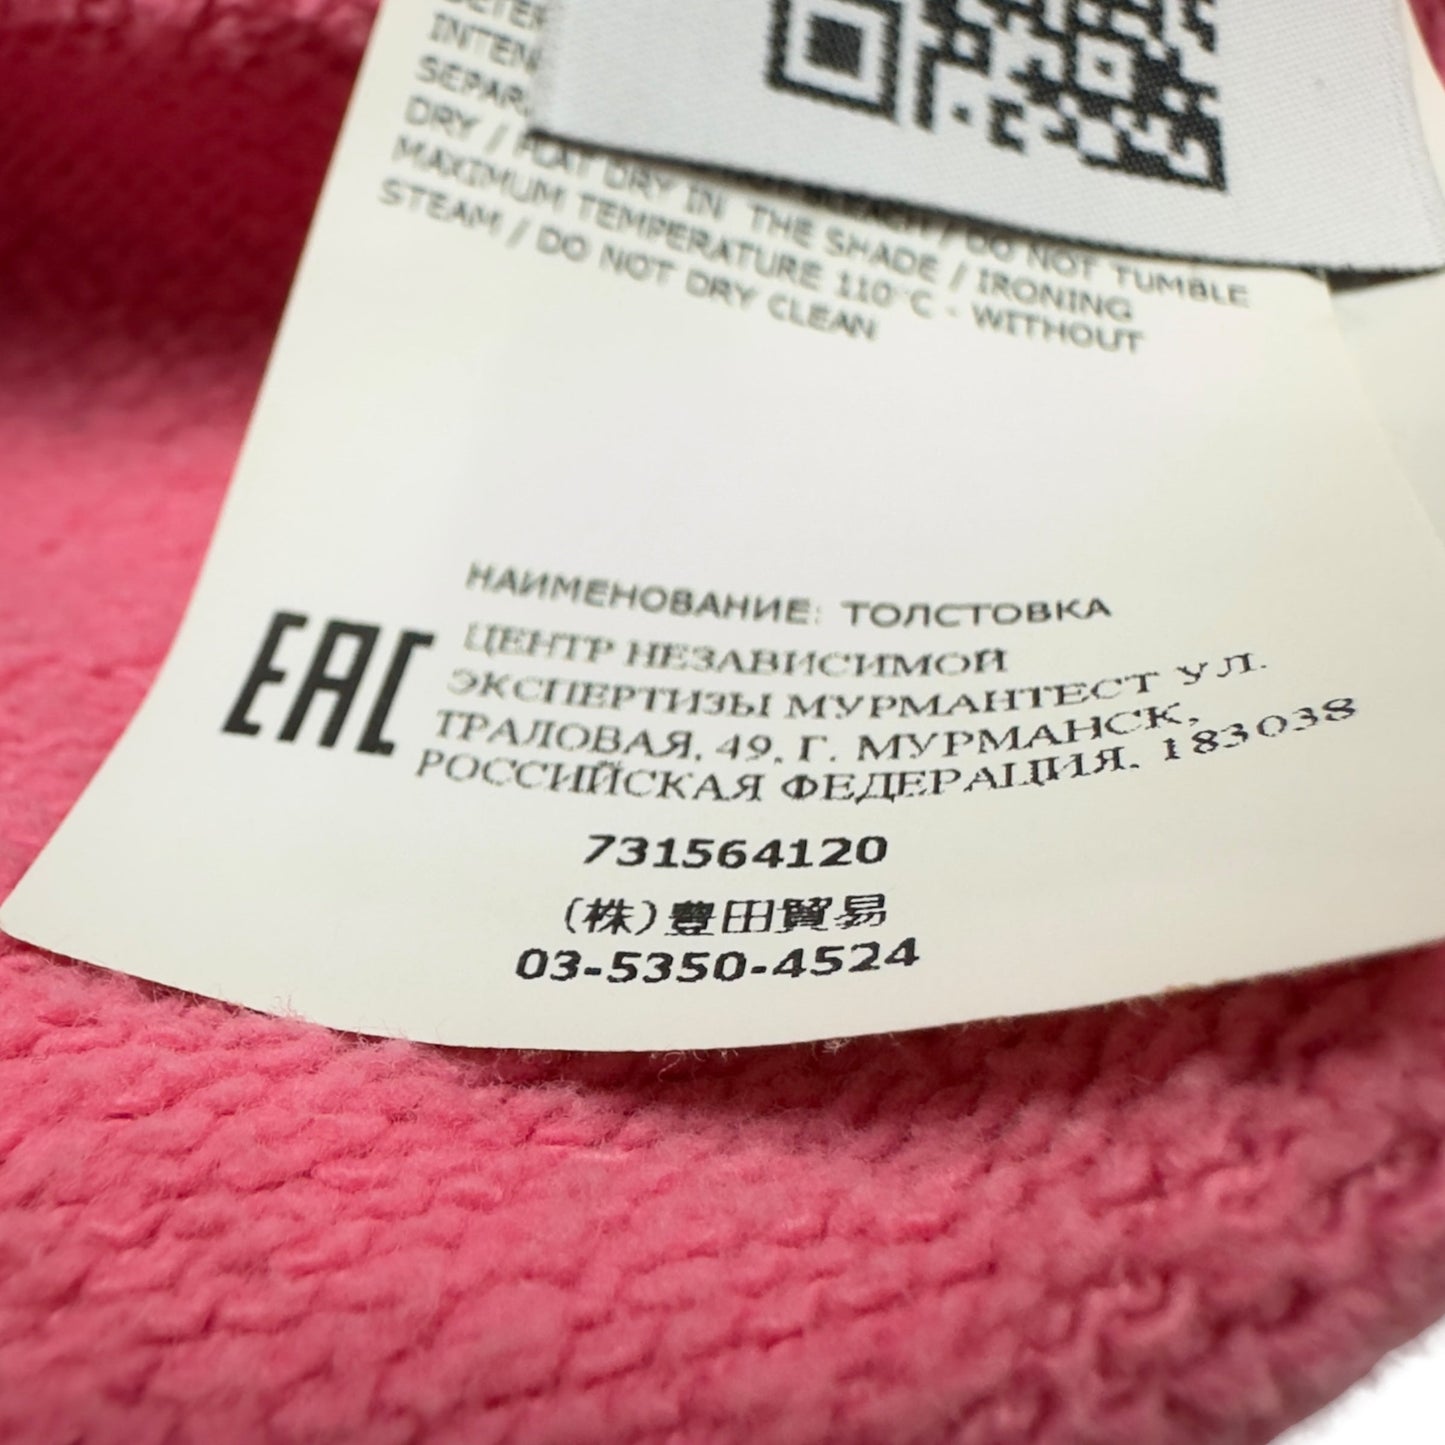 INTEN
SEPAR
DRY / FLAT DRY IN THE SHADE / IRONING
BLEACH / DO NOT TUMBLE
MAXIMUM TEMPERATURE 110°C - WITHOUT
STEAM / DO NOT DRY CLEAN
НАИМЕНОВАНИЕ: ТОЛСТОВКА
EAC
ЦЕНТР НЕЗАВИСИМОЙ
ЭКСПЕРТИЗЫ МУРМАНТЕСТ УЛ.
ТРАЛОВАЯ, 49, Г. МУРМАНСК,
РОССИЙСКАЯ ФЕДЕРАЦИЯ, 183038
731564120
(株)豊田貿易
03-5350-4524